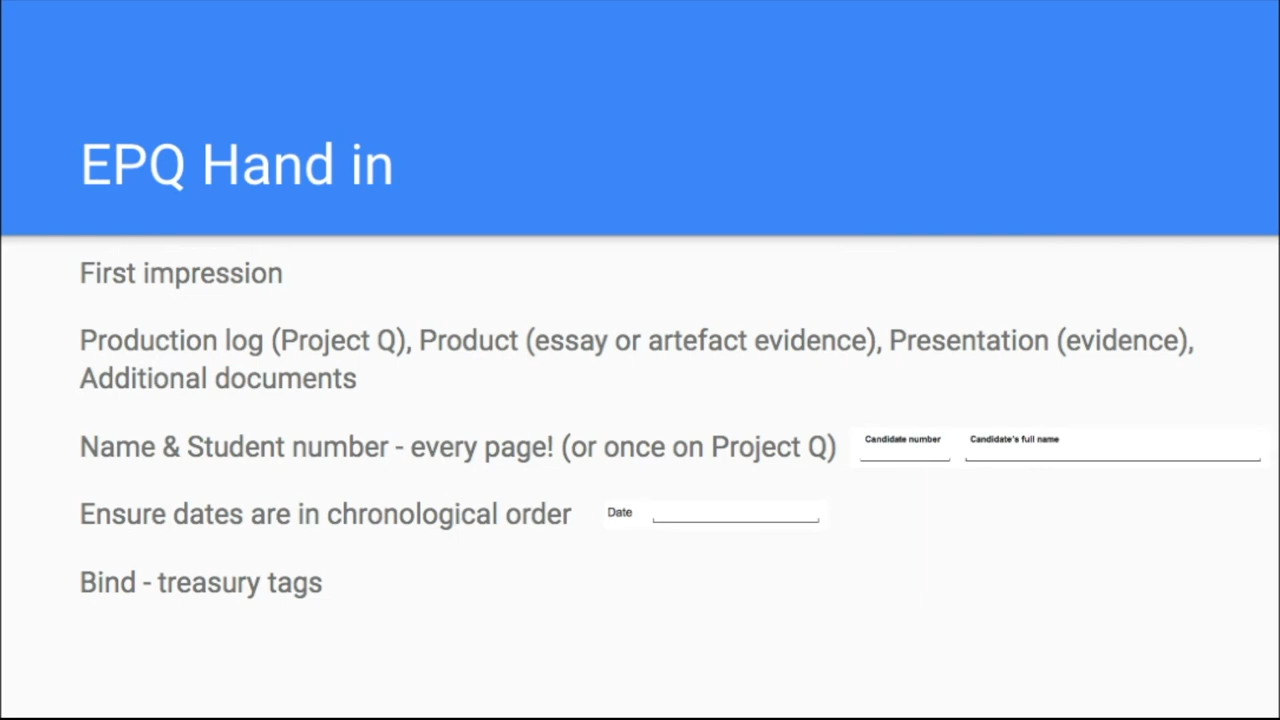 EPQ Hand in
First impression
Production log (Project Q), Product (essay or artefact evidence), Presentation (evidence),
Additional documents
Name & Student number - every page! (or once on Project Q) Candidate number Candidate's full name
Ensure dates are in chronological order Date
Bind - treasury tags